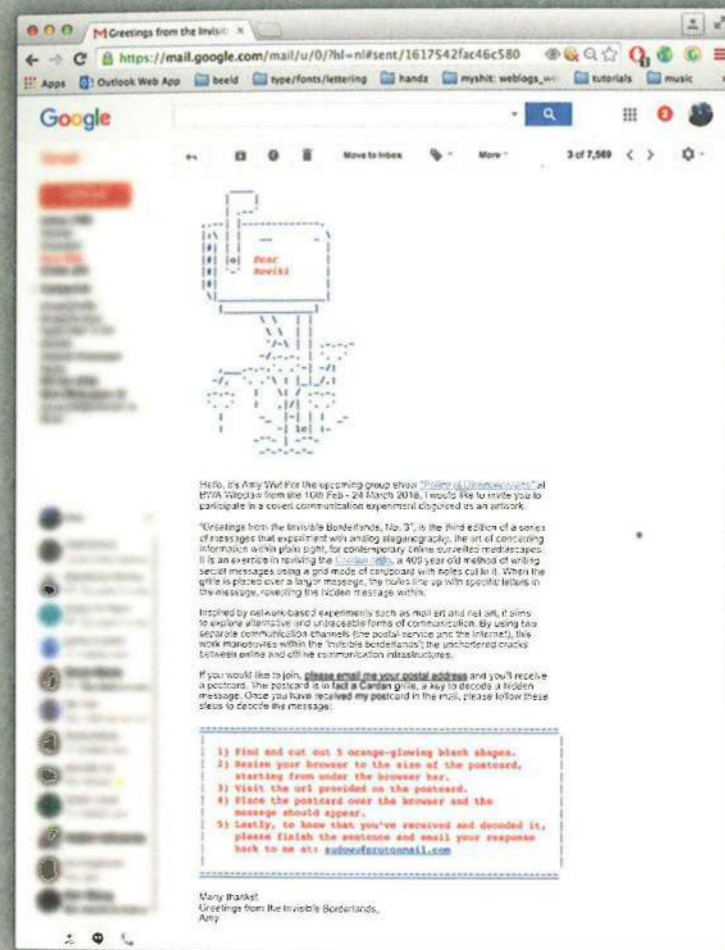 Greetings from the Invisi
https://mail.google.com/mail/u/0/?hl=nl#sent/1617542fac46c580
Apps Outlook Web App beeld type/fonts/lettering handz myshit: weblogs_we tutorials music
Google
2
Move to Inbox More 3 of 7,569
Dear
Roviki
Hello, it's Amy Wu! For the upcoming group show at
BWA Wrocław from the 16th Feb - 24 March 2018, I would like to invite you to
participate in a covert communication experiment disguised as an artwork.
"Greetings from the Invisible Borderlands, No. 3", is the third edition of a series
of messages that experiment with analog steganography, the art of concealing
information within plain sight, for contemporary online surveilled mediascapes.
It is an exercise in reviving the Cardan grille, a 400 year old method of writing
secret messages using a grid made of cardboard with holes cut in it. When the
grille is placed over a larger message, the holes line up with specific letters in
the message, revealing the hidden message within.
Inspired by network-based experiments such as mail art and net art, it aims
to explore alternative and untraceable forms of communication. By using two
separate communication channels (the postal service and the internet), this
work manoeuvres within the 'invisible borderlands'; the unchartered cracks
between online and offline communication infrastructures.
If you would like to join, please email me your postal address and you'll receive
a postcard. The postcard is in fact a Cardan grille, a key to decode a hidden
message. Once you have received my postcard in the mail, please follow these
steps to decode the message:
1) Find and cut out 5 orange-glowing black shapes.
2) Resize your browser to the size of the postcard,
starting from under the browser bar.
3) Visit the url provided on the postcard.
4) Place the postcard over the browser and the
message should appear.
5) Lastly, to know that you've received and decoded it,
please finish the sentence and email your response
back to me at: sudowu@protonmail.com
Many thanks!
Greetings from the Invisible Borderlands,
Amy